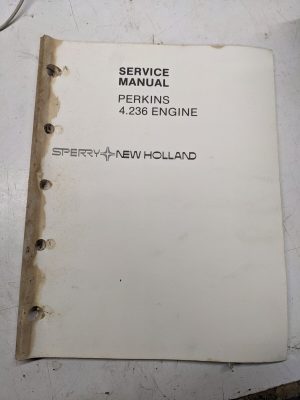 SERVICE
MANUAL
PERKINS
4.236 ENGINE
SPERRY NEW HOLLAND